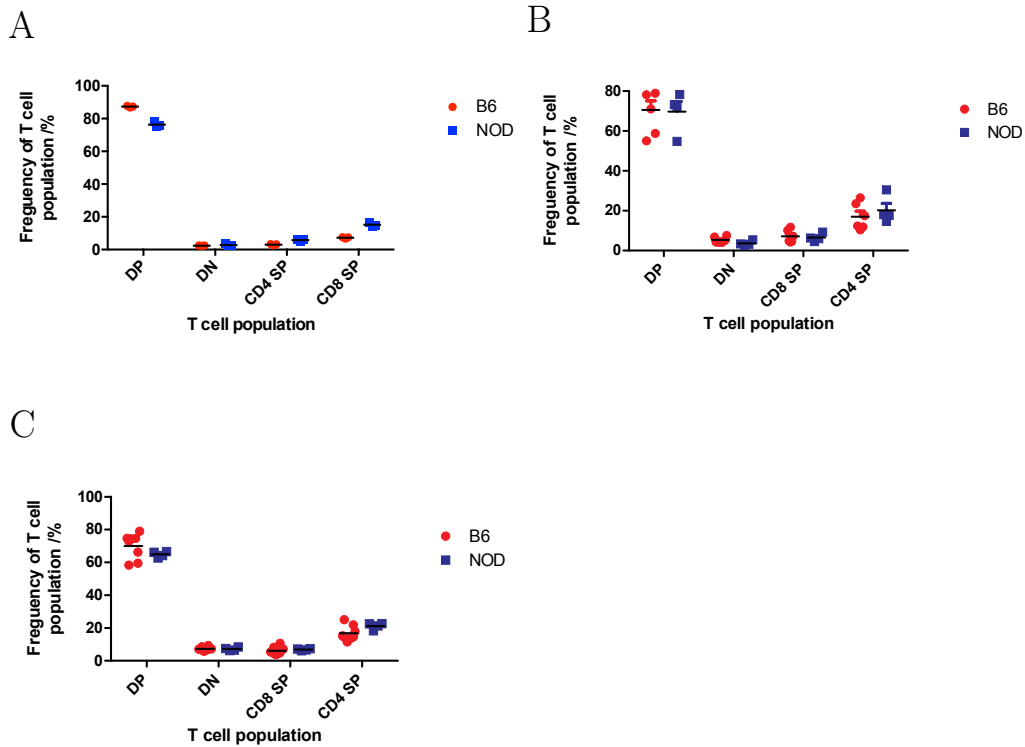 A
Freguency of T cell
population /%
100
80
60
40
20
0
DP
DN
CD4 SP
CD8 SP
T cell population
B6
NOD
B
Freguency of T cell
population /%
80
60
40
20
0
DP
DN
CD8 SP
CD4 SP
T cell population
B6
NOD
C
Freguency of T cell
population /%
100
80
60
40
20
0
DP
DN
CD8 SP
CD4 SP
T cell population
B6
NOD